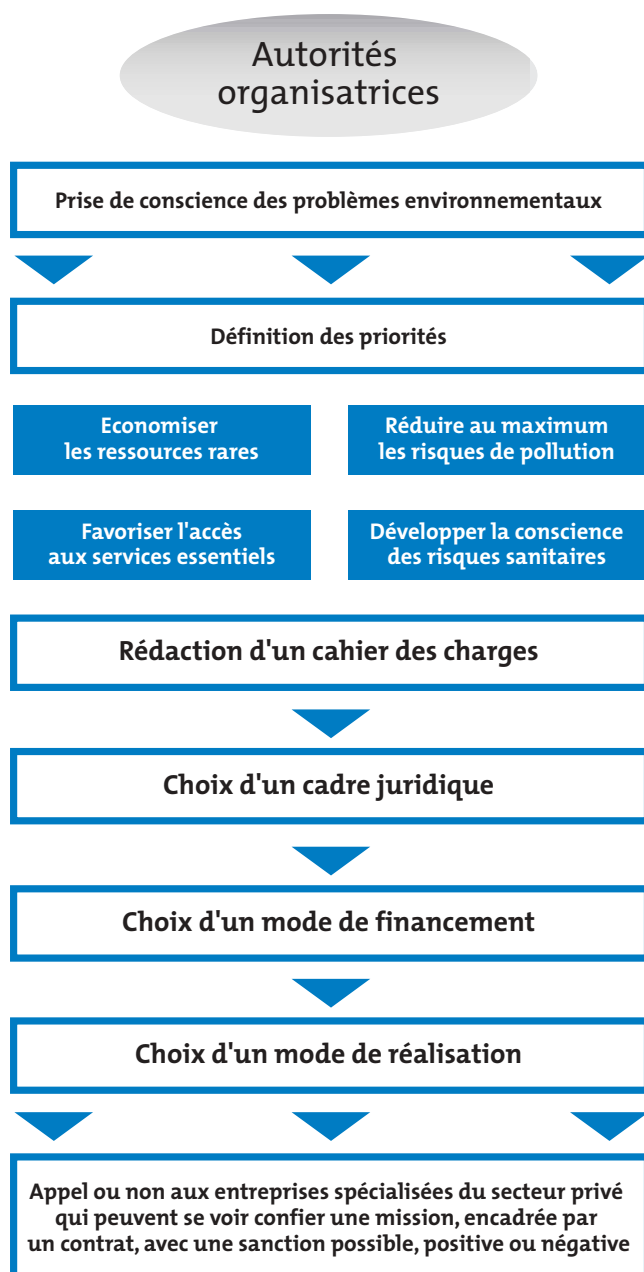 Autorités
organisatrices
Prise de conscience des problèmes environnementaux
Définition des priorités
Economiser
les ressources rares
Réduire au maximum
les risques de pollution
Favoriser l'accès
aux services essentiels
Développer la conscience
des risques sanitaires
Rédaction d'un cahier des charges
Choix d'un cadre juridique
Choix d'un mode de financement
Choix d'un mode de réalisation
Appel ou non aux entreprises spécialisées du secteur privé
qui peuvent se voir confier une mission, encadrée par
un contrat, avec une sanction possible, positive ou négative